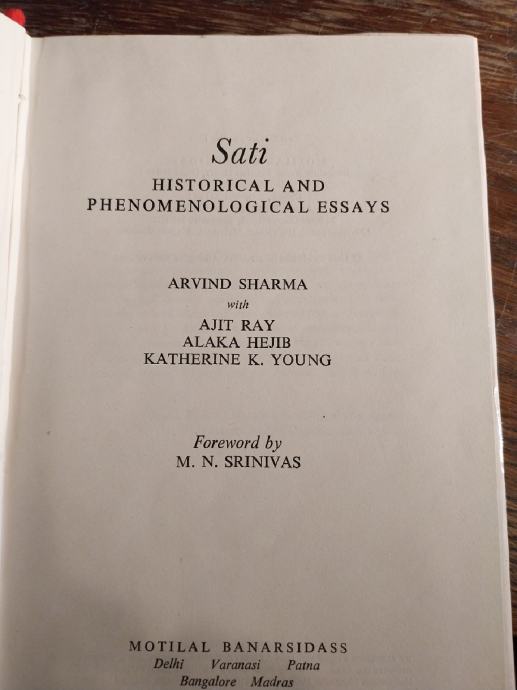 Sati
HISTORICAL AND
PHENOMENOLOGICAL ESSAYS
ARVIND SHARMA
with
AJIT RAY
ALAKA HEJIB
KATHERINE K. YOUNG
Foreword by
M. N. SRINIVAS
MOTILAL BANARSIDASS
Delhi Varanasi Patna
Bangalore Madras